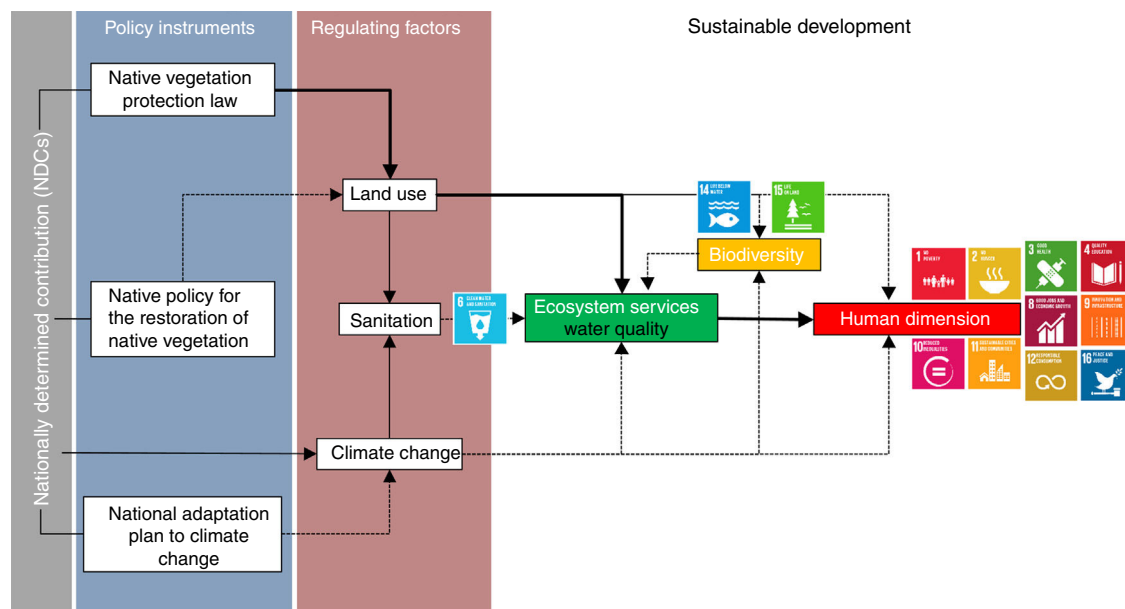 Policy instruments
Regulating factors
Sustainable development
Nationally determined contribution (NDCs)
Native vegetation
protection law
Land use
14 LIFE BELOW
WATER
15 LIFE
ON LAND
Biodiversity
Native policy for
the restoration of
native vegetation
Sanitation
6 CLEAN WATER
AND SANITATION
Ecosystem services
water quality
Human dimension
1 NO
POVERTY
2 NO
HUNGER
3 GOOD
HEALTH
4 QUALITY
EDUCATION
8 GOOD JOBS AND
ECONOMIC GROWTH
9 INNOVATION AND
INFRASTRUCTURE
10 REDUCED
INEQUALITIES
11 SUSTAINABLE CITIES
AND COMMUNITIES
12 RESPONSIBLE
CONSUMPTION
16 PEACE AND
JUSTICE
Climate change
National adaptation
plan to climate
change